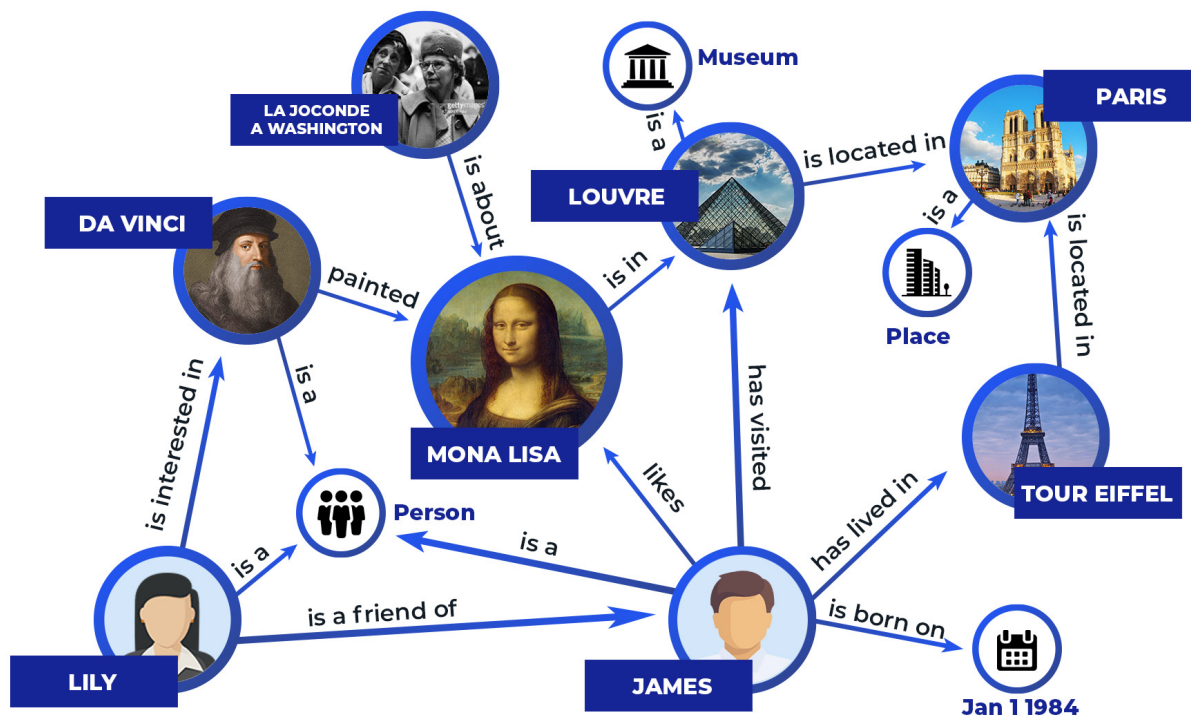 Museum
PARIS
LA JOCONDE
A WASHINGTON
gettyimages
is a
is located in
LOUVRE
is about
DA VINCI
is a
is located in
is in
painted
Place
is a
has visited
is interested in
MONA LISA
likes
TOUR EIFFEL
Person
has lived in
is a
is a
is a friend of
is born on
LILY
JAMES
Jan 1 1984